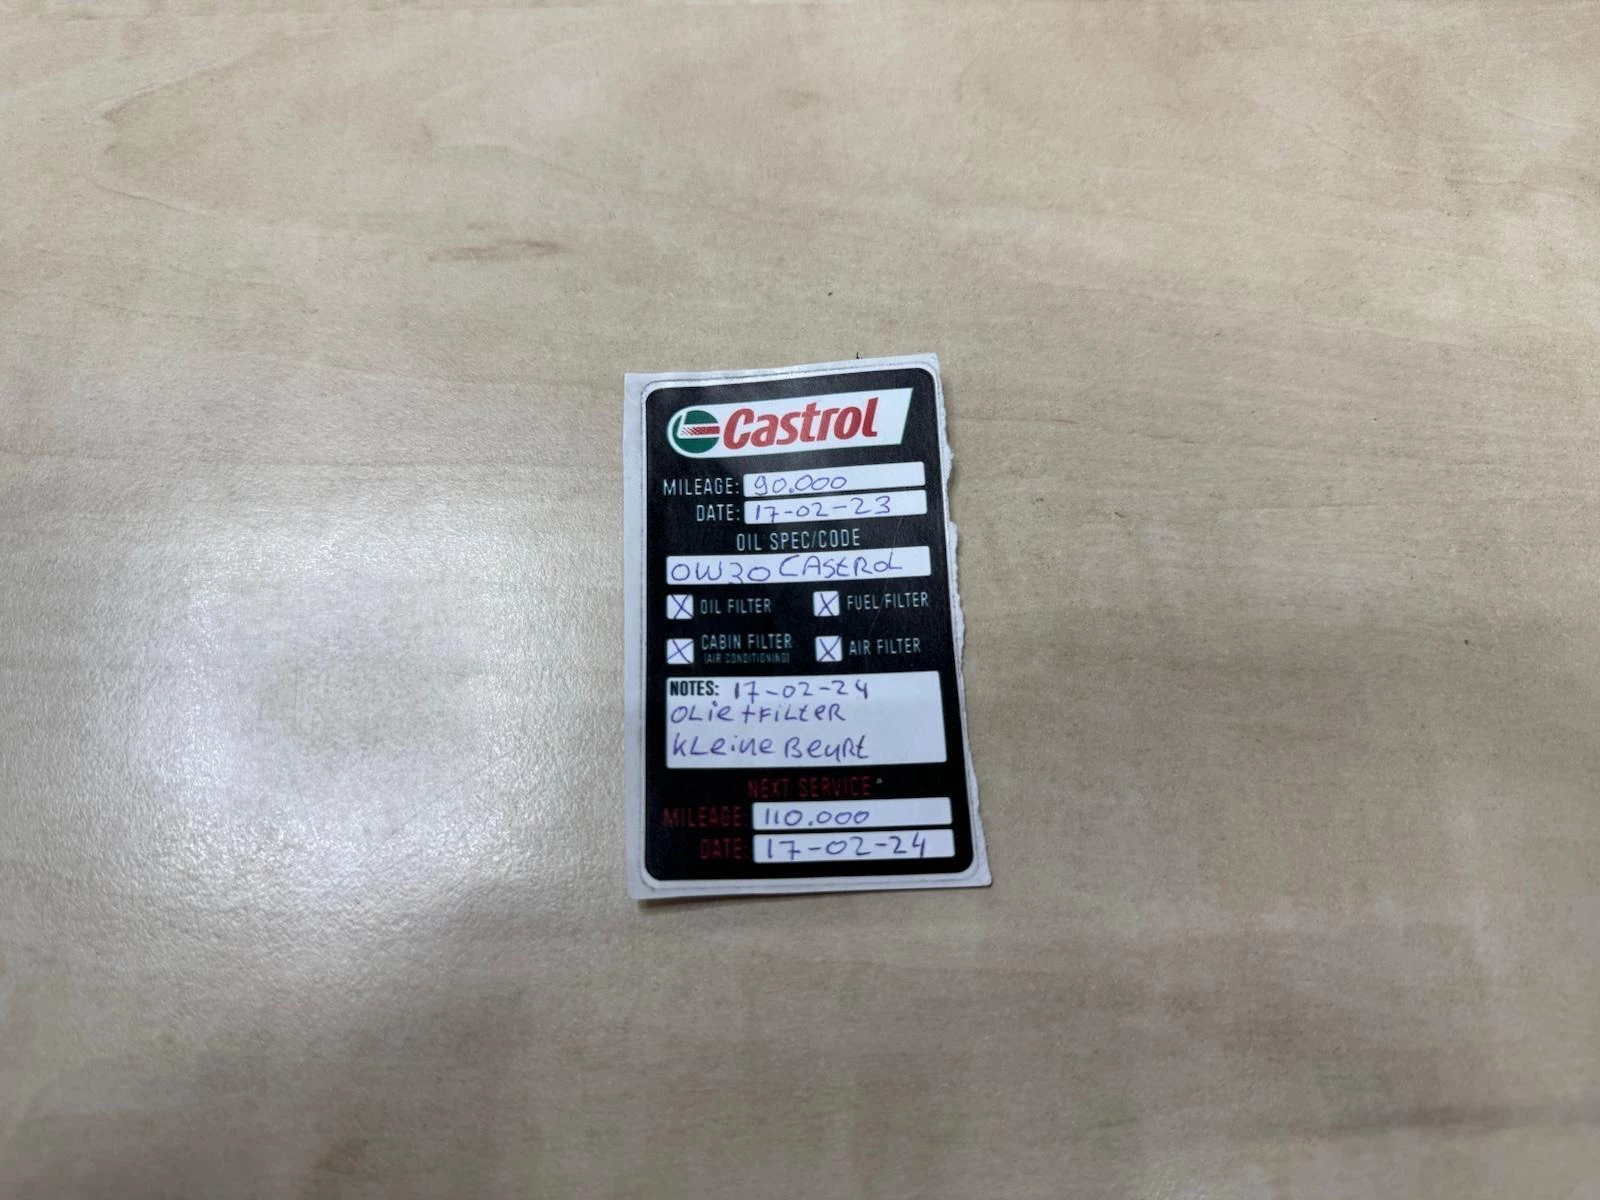 Castrol
MILEAGE: 90.000
DATE: 17-02-23
OIL SPEC/CODE
0W30 CAStROL
X OIL FILTER X FUEL/FILTER
X CABIN FILTER X AIR FILTER
(AIR CONDITIONING)
NOTES: 17-02-24
OLie+FiLteR
KLeine BeuRt
NEXT SERVICE
MILEAGE: 110.000
DATE: 17-02-24